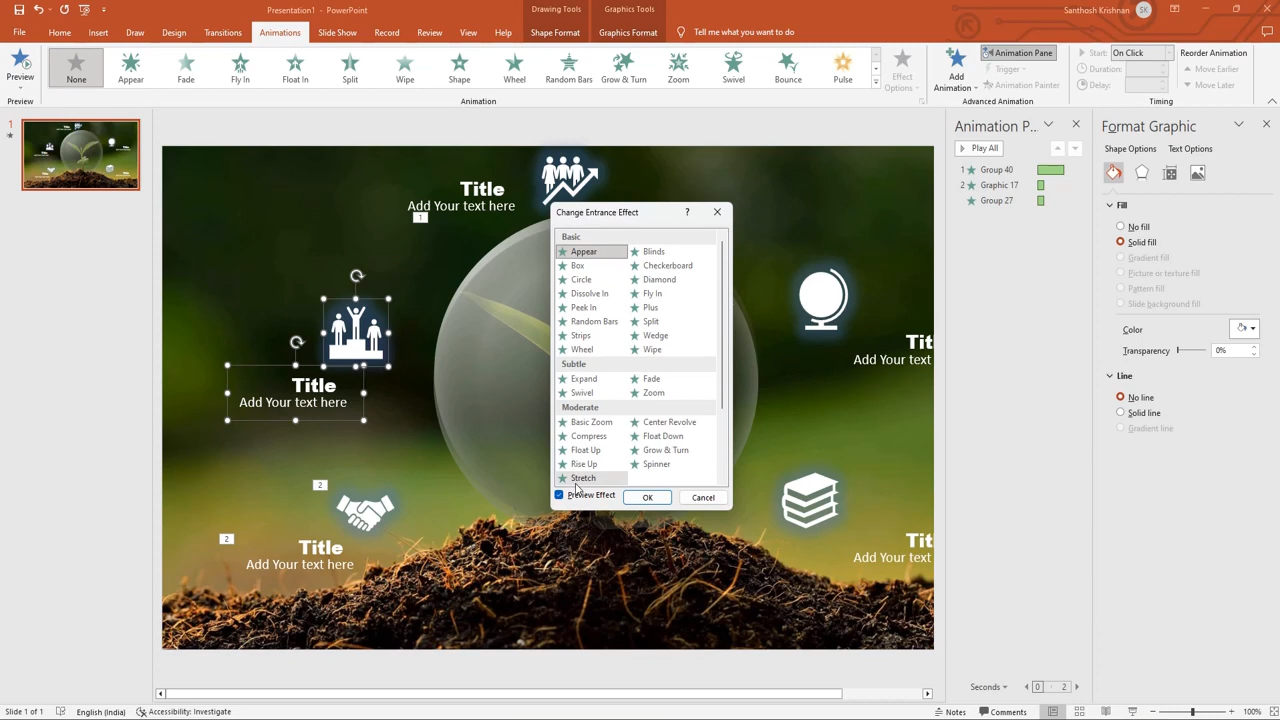 Presentation1 - PowerPoint
Drawing Tools
Graphics Tools
Santhosh Krishnan
SK
File
Home
Insert
Draw
Design
Transitions
Animations
Slide Show
Record
Review
View
Help
Shape Format
Graphics Format
Tell me what you want to do
Preview
None
Appear
Fade
Fly In
Float In
Split
Wipe
Shape
Wheel
Random Bars
Grow & Turn
Zoom
Swivel
Bounce
Pulse
Effect
Options
Add
Animation
Animation Pane
Trigger
Animation Painter
Start: On Click
Duration:
Delay:
Reorder Animation
Move Earlier
Move Later
Preview
Animation
Advanced Animation
Timing
1
Title
Add Your text here
1
Title
Add Your text here
2
2
Title
Add Your text here
Tit
Add Your text
Tit
Add Your text
Change Entrance Effect
?
Basic
Appear
Blinds
Box
Checkerboard
Circle
Diamond
Dissolve In
Fly In
Peek In
Plus
Random Bars
Split
Strips
Wedge
Wheel
Wipe
Subtle
Expand
Fade
Swivel
Zoom
Moderate
Basic Zoom
Center Revolve
Compress
Float Down
Float Up
Grow & Turn
Rise Up
Spinner
Stretch
Preview Effect
OK
Cancel
Animation P...
Play All
1 Group 40
2 Graphic 17
Group 27
Seconds
0
2
Format Graphic
Shape Options
Text Options
Fill
No fill
Solid fill
Gradient fill
Picture or texture fill
Pattern fill
Slide background fill
Color
Transparency
0%
Line
No line
Solid line
Gradient line
Slide 1 of 1
English (India)
Accessibility: Investigate
Notes
Comments
100%